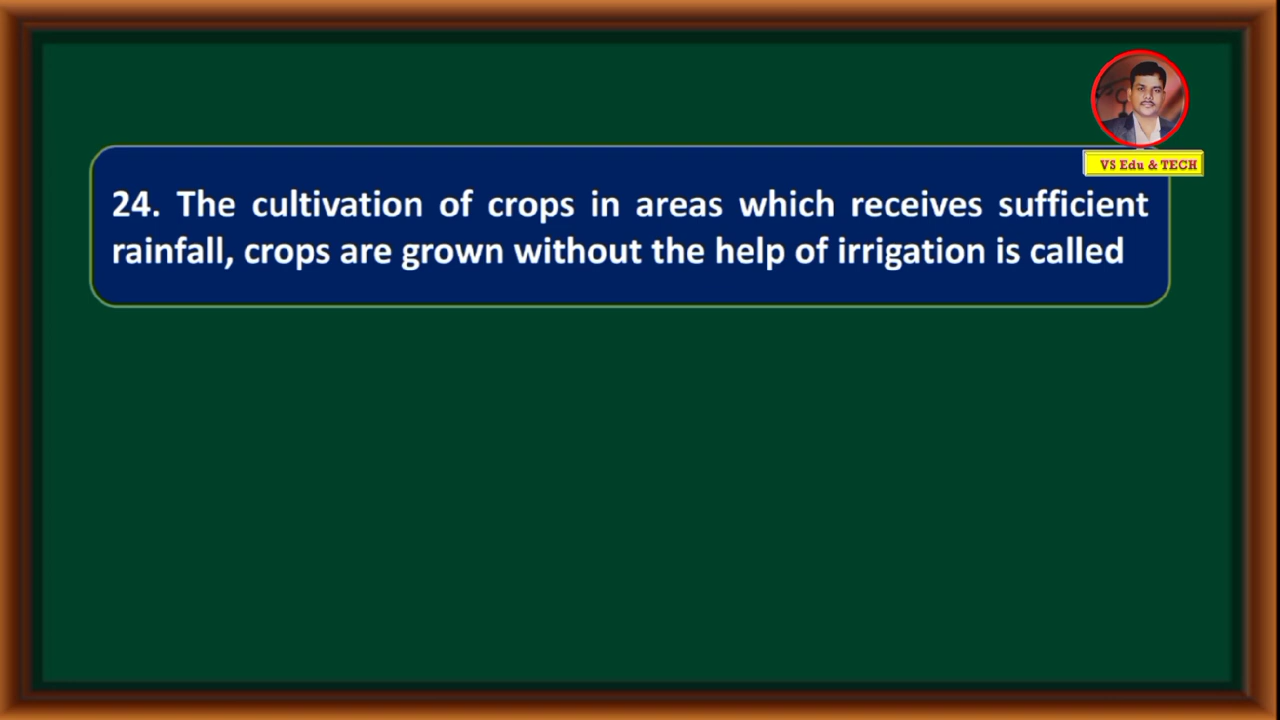 VS Edu & TECH
24. The cultivation of crops in areas which receives sufficient
rainfall, crops are grown without the help of irrigation is called